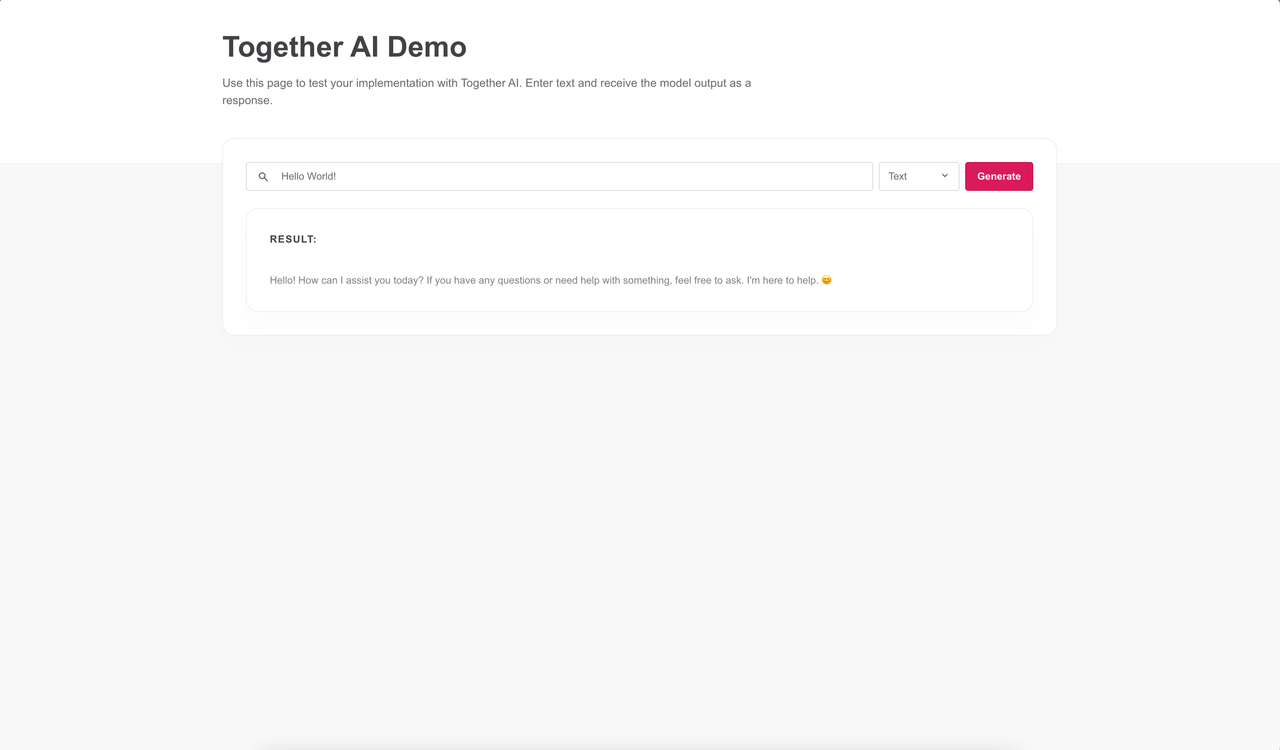 Together AI Demo
Use this page to test your implementation with Together AI. Enter text and receive the model output as a
response.
Hello World! Text Generate
RESULT:
Hello! How can I assist you today? If you have any questions or need help with something, feel free to ask. I'm here to help. 😊